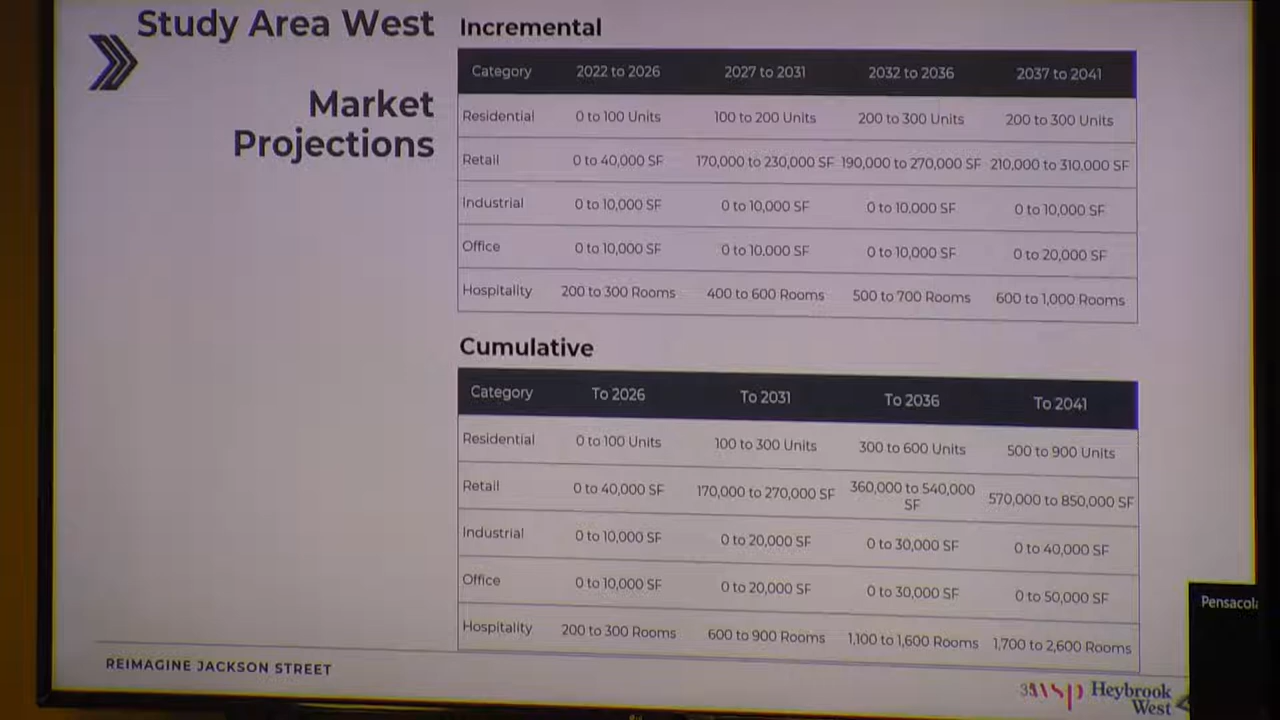 Study Area West
Market
Projections
Incremental
Category 2022 to 2026 2027 to 2031 2032 to 2036 2037 to 2041
Residential 0 to 100 Units 100 to 200 Units 200 to 300 Units 200 to 300 Units
Retail 0 to 40,000 SF 170,000 to 230,000 SF 190,000 to 270,000 SF 210,000 to 310,000 SF
Industrial 0 to 10,000 SF 0 to 10,000 SF 0 to 10,000 SF 0 to 10,000 SF
Office 0 to 10,000 SF 0 to 10,000 SF 0 to 10,000 SF 0 to 20,000 SF
Hospitality 200 to 300 Rooms 400 to 600 Rooms 500 to 700 Rooms 600 to 1,000 Rooms
Cumulative
Category To 2026 To 2031 To 2036 To 2041
Residential 0 to 100 Units 100 to 300 Units 300 to 600 Units 500 to 900 Units
Retail 0 to 40,000 SF 170,000 to 270,000 SF 360,000 to 540,000 SF 570,000 to 850,000 SF
Industrial 0 to 10,000 SF 0 to 20,000 SF 0 to 30,000 SF 0 to 40,000 SF
Office 0 to 10,000 SF 0 to 20,000 SF 0 to 30,000 SF 0 to 50,000 SF
Hospitality 200 to 300 Rooms 600 to 900 Rooms 1,100 to 1,600 Rooms 1,700 to 2,600 Rooms
REIMAGINE JACKSON STREET
wsp Heybrook
West
Pensacola